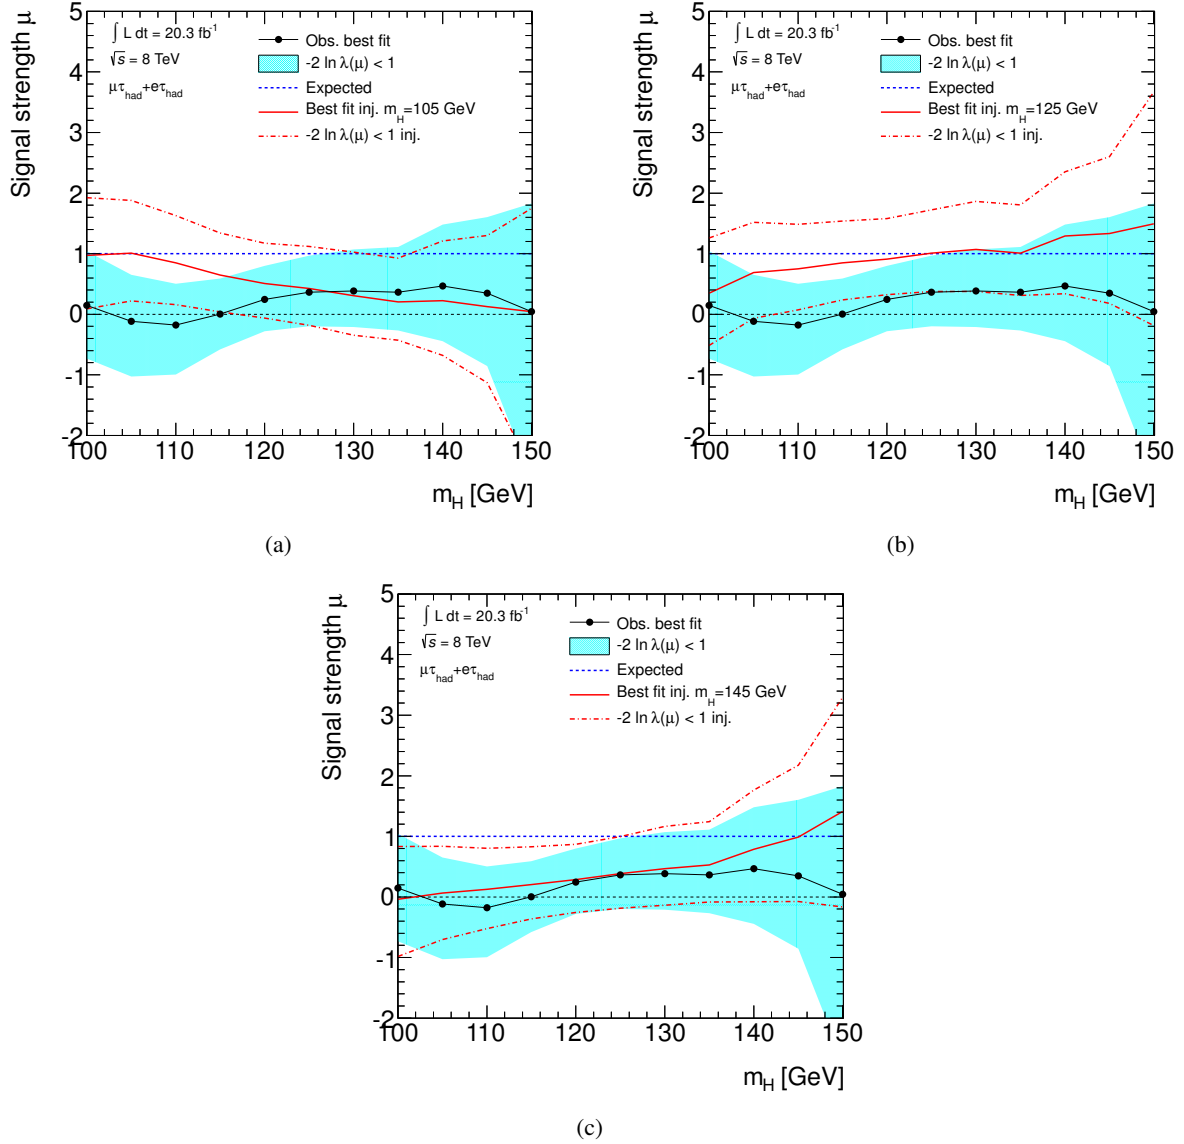 Signal strength μ
5
4
3
2
1
0
-1
-2
∫ L dt = 20.3 fb⁻¹
√s = 8 TeV
μτhad+eτhad
Obs. best fit
-2 ln λ(μ) < 1
Expected
Best fit inj. mH=105 GeV
-2 ln λ(μ) < 1 inj.
100 110 120 130 140 150
mH [GeV]
(a)
Signal strength μ
5
4
3
2
1
0
-1
-2
∫ L dt = 20.3 fb⁻¹
√s = 8 TeV
μτhad+eτhad
Obs. best fit
-2 ln λ(μ) < 1
Expected
Best fit inj. mH=125 GeV
-2 ln λ(μ) < 1 inj.
100 110 120 130 140 150
mH [GeV]
(b)
Signal strength μ
5
4
3
2
1
0
-1
-2
∫ L dt = 20.3 fb⁻¹
√s = 8 TeV
μτhad+eτhad
Obs. best fit
-2 ln λ(μ) < 1
Expected
Best fit inj. mH=145 GeV
-2 ln λ(μ) < 1 inj.
100 110 120 130 140 150
mH [GeV]
(c)